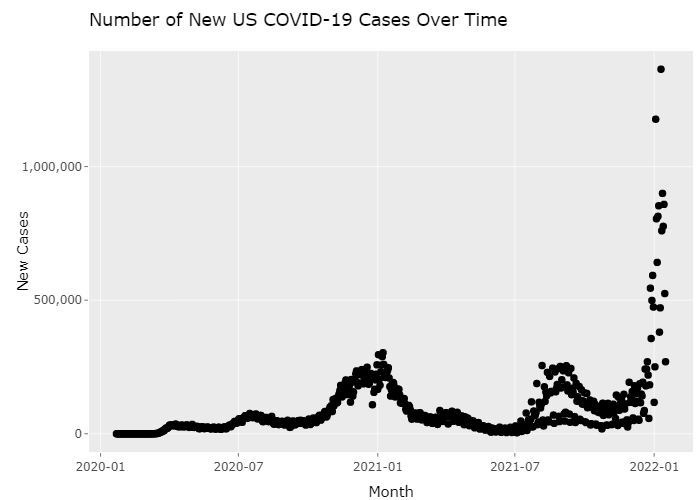 Number of New US COVID-19 Cases Over Time
1,000,000
500,000
0
New Cases
2020-01 2020-07 2021-01 2021-07 2022-01
Month